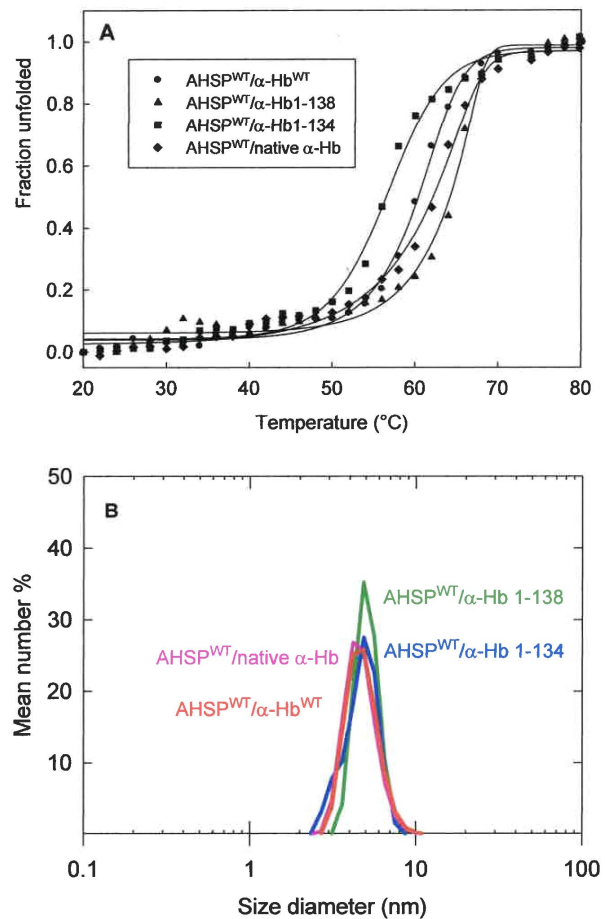 A
AHSPWT/α-HbWT
AHSPWT/α-Hb1-138
AHSPWT/α-Hb1-134
AHSPWT/native α-Hb
Fraction unfolded
1.0
0.8
0.6
0.4
0.2
0.0
20 30 40 50 60 70 80
Temperature (°C)
B
Mean number %
50
40
30
20
10
AHSPWT/α-Hb 1-138
AHSPWT/α-Hb 1-134
AHSPWT/native α-Hb
AHSPWT/α-HbWT
0.1 1 10 100
Size diameter (nm)